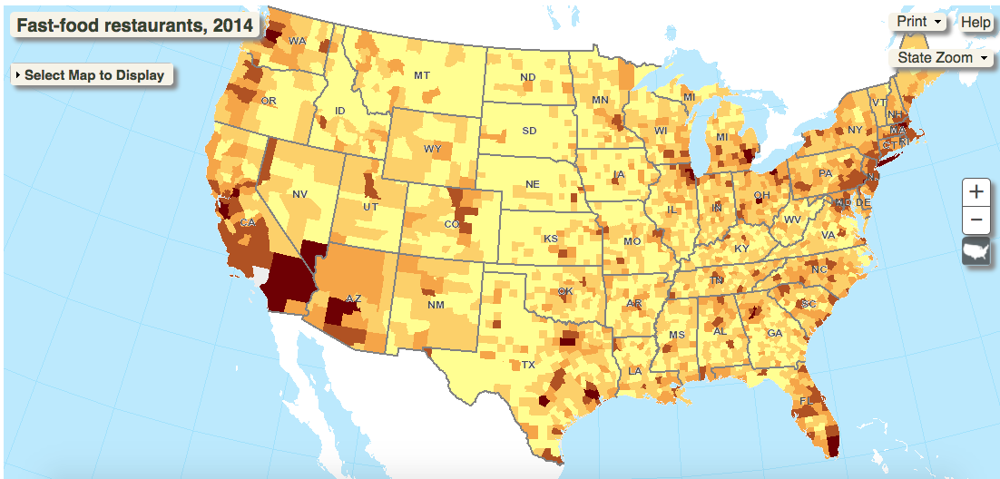 Fast-food restaurants, 2014
Print
Help
Select Map to Display
State Zoom
WA
MT
ND
MN
MI
VT
NH
OR
ID
SD
WI
MI
NY
MA
CT
RI
WY
IA
PA
NJ
NV
NE
OH
MD
DE
UT
CO
IL
IN
WV
CA
KS
MO
KY
VA
AZ
NM
OK
AR
TN
NC
SC
TX
LA
MS
AL
GA
FL
+
−